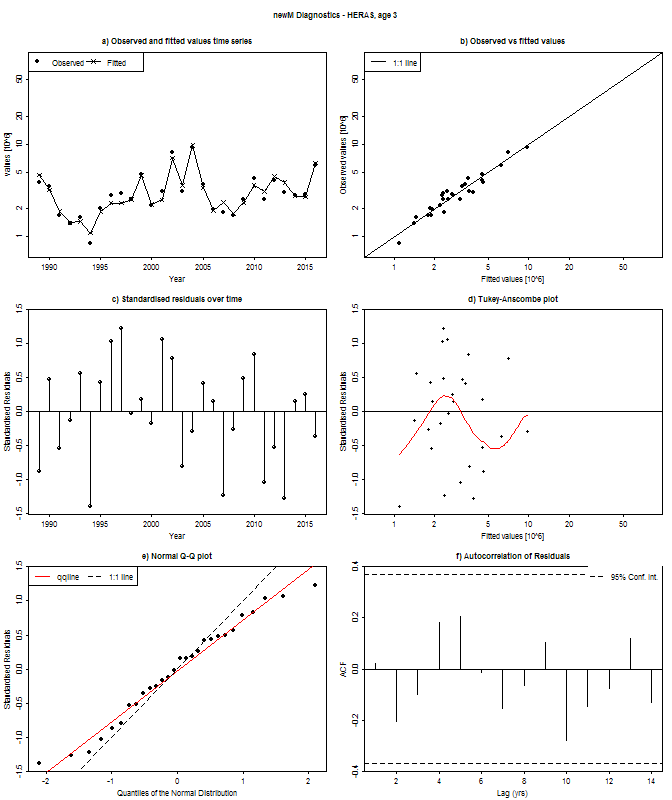 newM Diagnostics - HERAS, age 3
a) Observed and fitted values time series
Observed Fitted
values [10^6]
50
20
10
5
2
1
1990 1995 2000 2005 2010 2015
Year
b) Observed vs fitted values
1:1 line
Observed values [10^6]
50
20
10
5
2
1
1 2 5 10 20 50
Fitted values [10^6]
c) Standardised residuals over time
Standardised Residuals
1.5
1.0
0.5
0.0
-0.5
-1.0
-1.5
1990 1995 2000 2005 2010 2015
Year
d) Tukey-Anscombe plot
Standardised Residuals
1.5
1.0
0.5
0.0
-0.5
-1.0
-1.5
1 2 5 10 20 50
Fitted values [10^6]
e) Normal Q-Q plot
qqline 1:1 line
Standardised Residuals
1.5
1.0
0.5
0.0
-0.5
-1.0
-1.5
-2 -1 0 1 2
Quantiles of the Normal Distribution
f) Autocorrelation of Residuals
95% Conf. Int.
ACF
0.4
0.2
0.0
-0.2
-0.4
2 4 6 8 10 12 14
Lag (yrs)